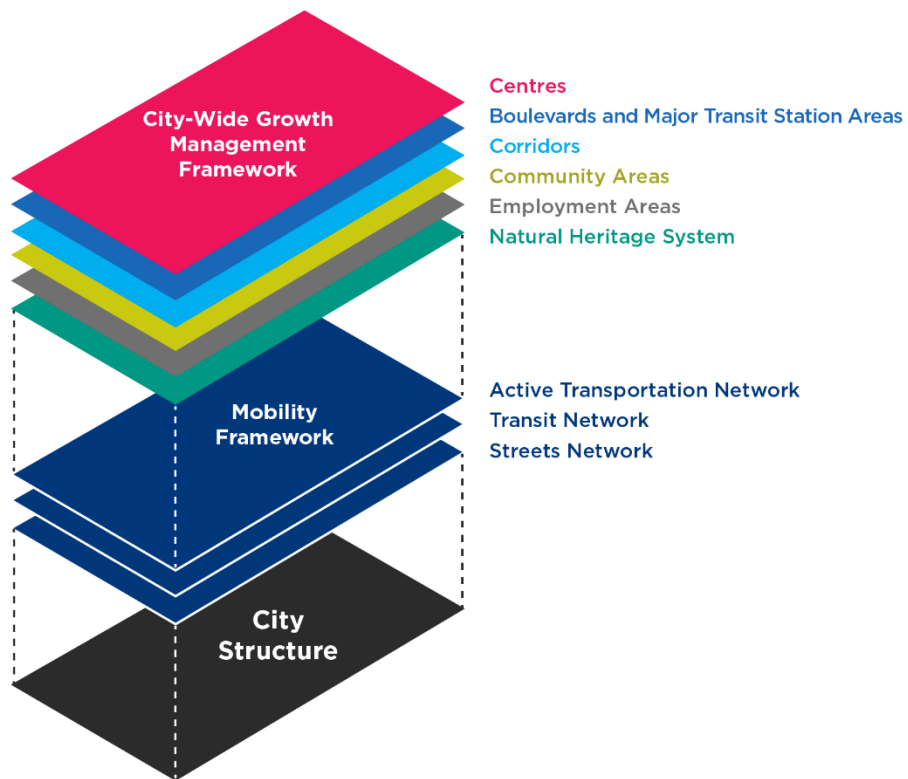 City-Wide Growth
Management
Framework
Centres
Boulevards and Major Transit Station Areas
Corridors
Community Areas
Employment Areas
Natural Heritage System
Mobility
Framework
Active Transportation Network
Transit Network
Streets Network
City
Structure